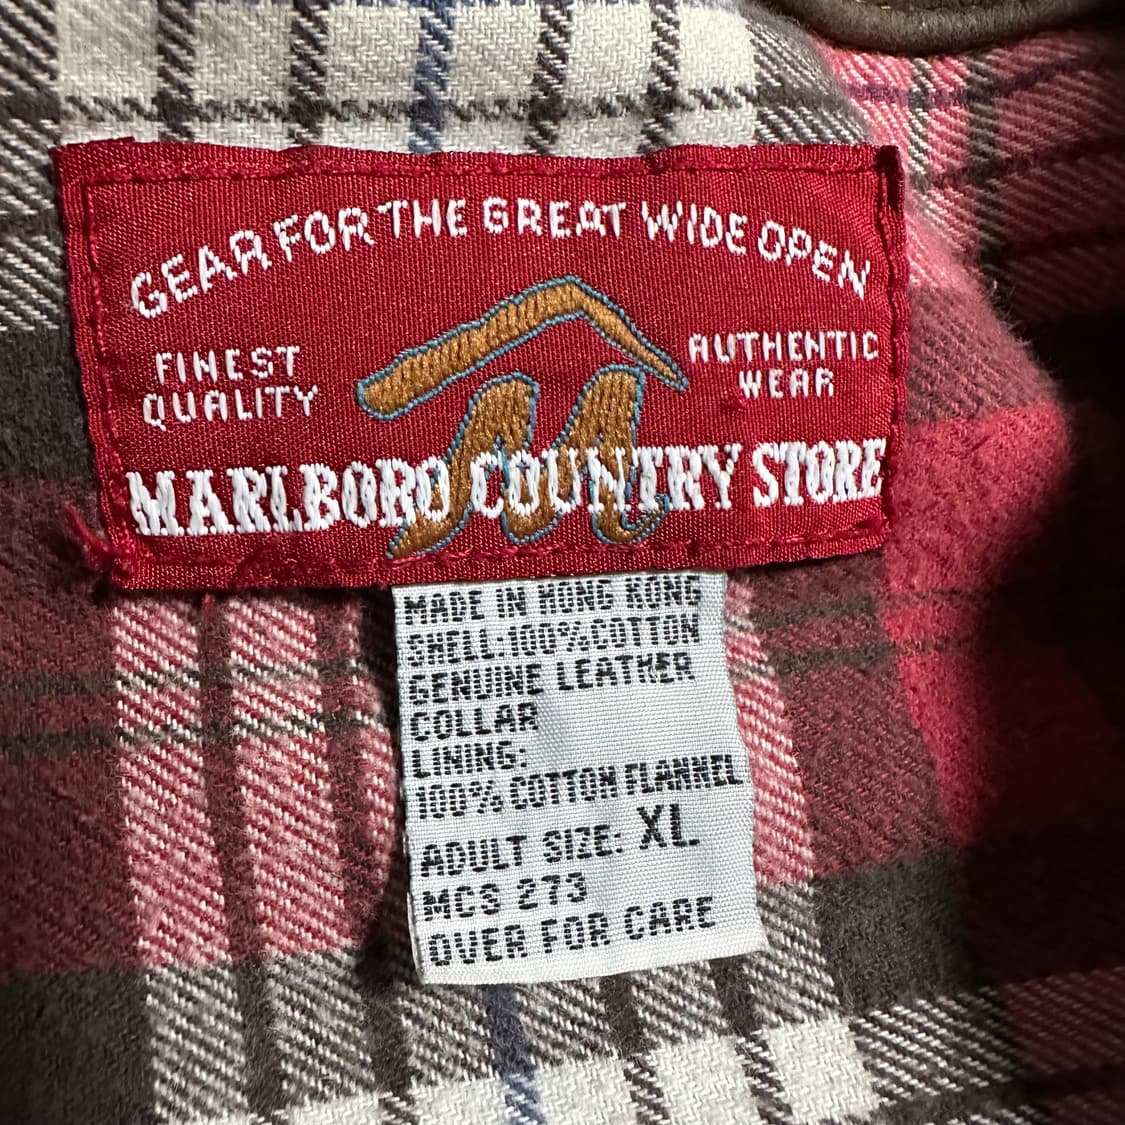 GEAR FOR THE GREAT WIDE OPEN
FINEST
QUALITY
AUTHENTIC
WEAR
MARLBORO COUNTRY STORE
MADE IN HONG KONG
SHELL:100%COTTON
GENUINE LEATHER
COLLAR
LINING:
100% COTTON FLANNEL
ADULT SIZE: XL
MCS 273
OVER FOR CARE